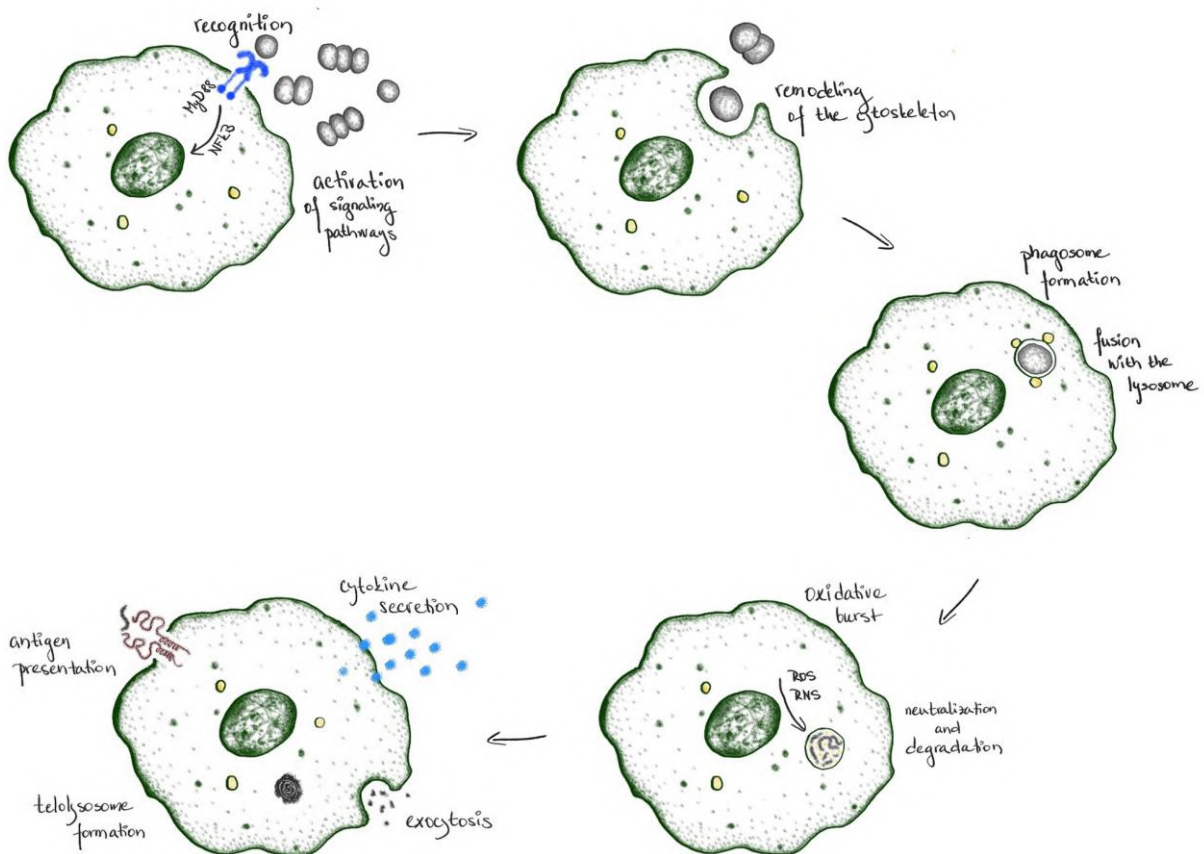 recognition
MyD88
NFkB
activation
of signaling
pathways
remodeling
of the cytoskeleton
phagosome
formation
fusion
with the
lysosome
oxidative
burst
ROS
RNS
neutralization
and
degradation
cytokine
secretion
antigen
presentation
telolysosome
formation
exocytosis